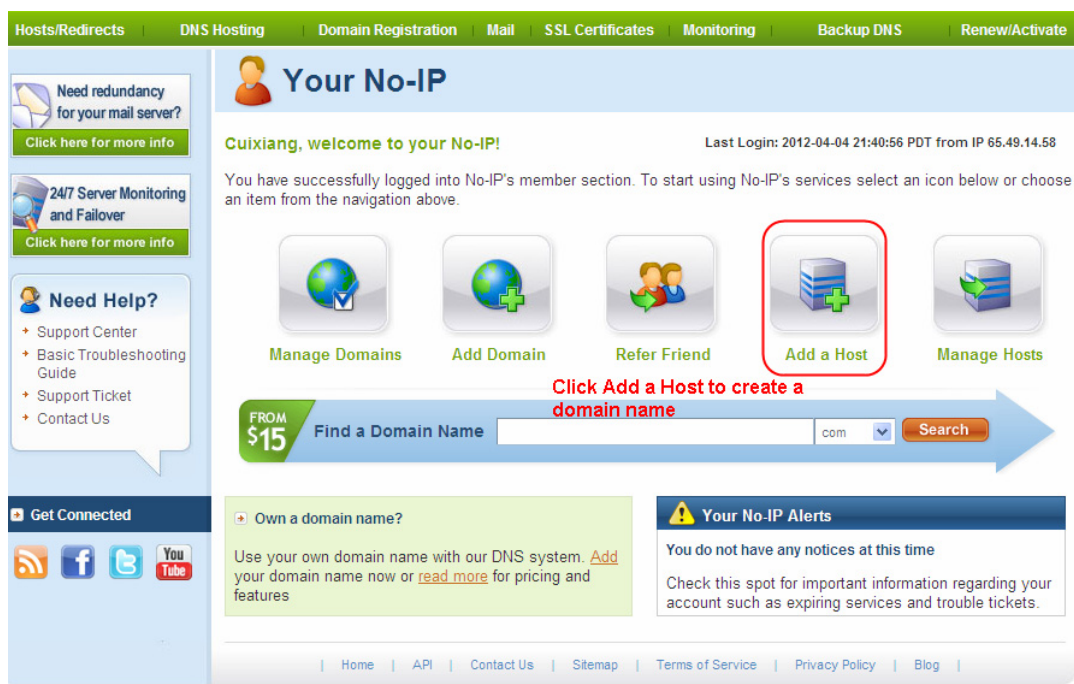 Hosts/Redirects | DNS Hosting | Domain Registration | Mail | SSL Certificates | Monitoring | Backup DNS | Renew/Activate
Need redundancy
for your mail server?
Click here for more info
24/7 Server Monitoring
and Failover
Click here for more info
Need Help?
Support Center
Basic Troubleshooting
Guide
Support Ticket
Contact Us
Get Connected
You
Tube
Your No-IP
Cuixiang, welcome to your No-IP!
Last Login: 2012-04-04 21:40:56 PDT from IP 65.49.14.58
You have successfully logged into No-IP's member section. To start using No-IP's services select an icon below or choose
an item from the navigation above.
Manage Domains
Add Domain
Refer Friend
Add a Host
Manage Hosts
Click Add a Host to create a
domain name
FROM
$15
Find a Domain Name
com
Search
Own a domain name?
Use your own domain name with our DNS system. Add
your domain name now or read more for pricing and
features
Your No-IP Alerts
You do not have any notices at this time
Check this spot for important information regarding your
account such as expiring services and trouble tickets.
| Home | API | Contact Us | Sitemap | Terms of Service | Privacy Policy | Blog |